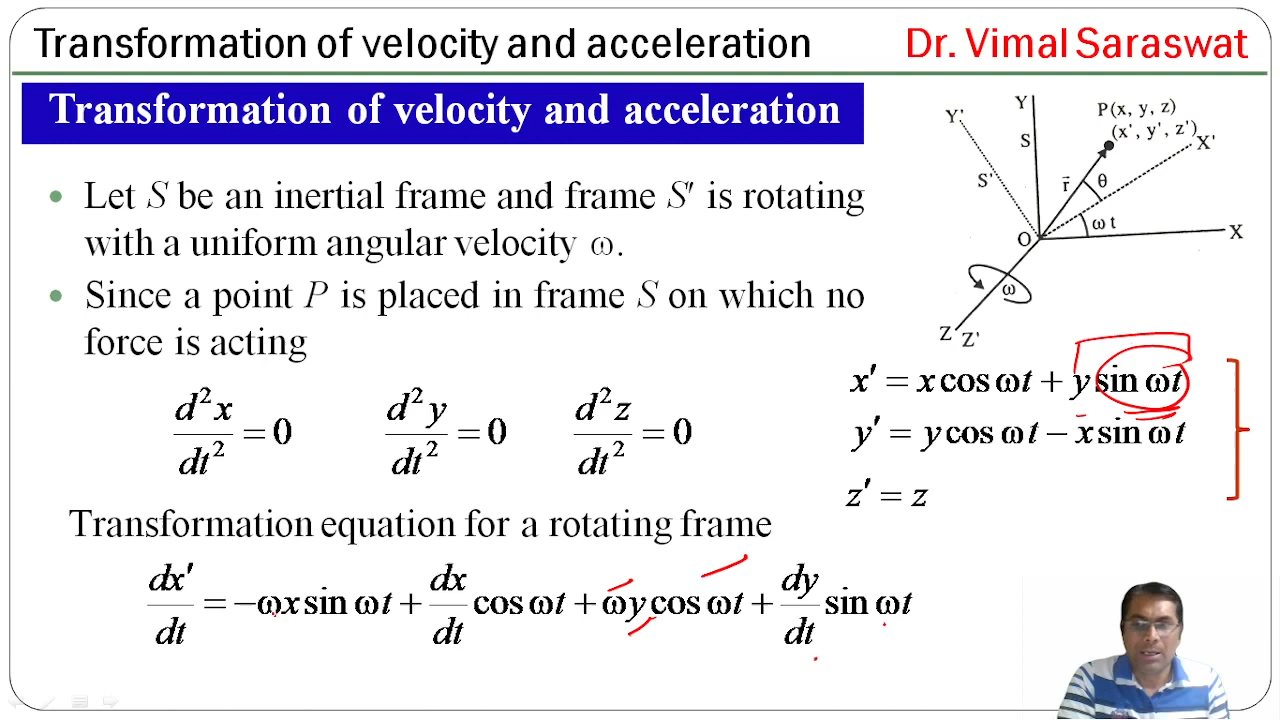 Transformation of velocity and acceleration
Dr. Vimal Saraswat
Transformation of velocity and acceleration
• Let S be an inertial frame and frame S′ is rotating
with a uniform angular velocity ω.
• Since a point P is placed in frame S on which no
force is acting
d²x/dt² = 0   d²y/dt² = 0   d²z/dt² = 0
Transformation equation for a rotating frame
dx′/dt = −ωx sin ωt + dx/dt cos ωt + ωy cos ωt + dy/dt sin ωt
Y
P(x, y, z)
Y'
(x', y', z')
X'
S
S'
r⃗
θ
ω t
O
X
ω
Z Z'
x′ = x cos ωt + y sin ωt
y′ = y cos ωt − x sin ωt
z′ = z